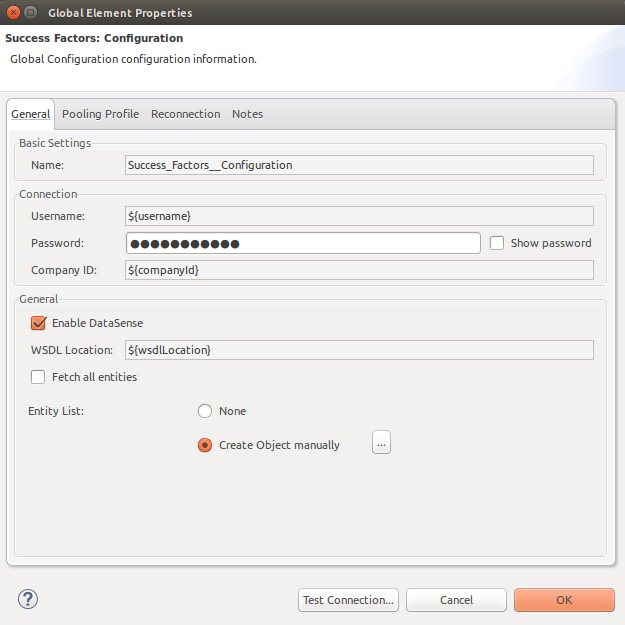 Global Element Properties
Success Factors: Configuration
Global Configuration configuration information.
General Pooling Profile Reconnection Notes
Basic Settings
Name: Success_Factors__Configuration
Connection
Username: ${username}
Password: ●●●●●●●●●●● Show password
Company ID: ${companyId}
General
Enable DataSense
WSDL Location: ${wsdlLocation}
Fetch all entities
Entity List: None
Create Object manually ...
? Test Connection... Cancel OK